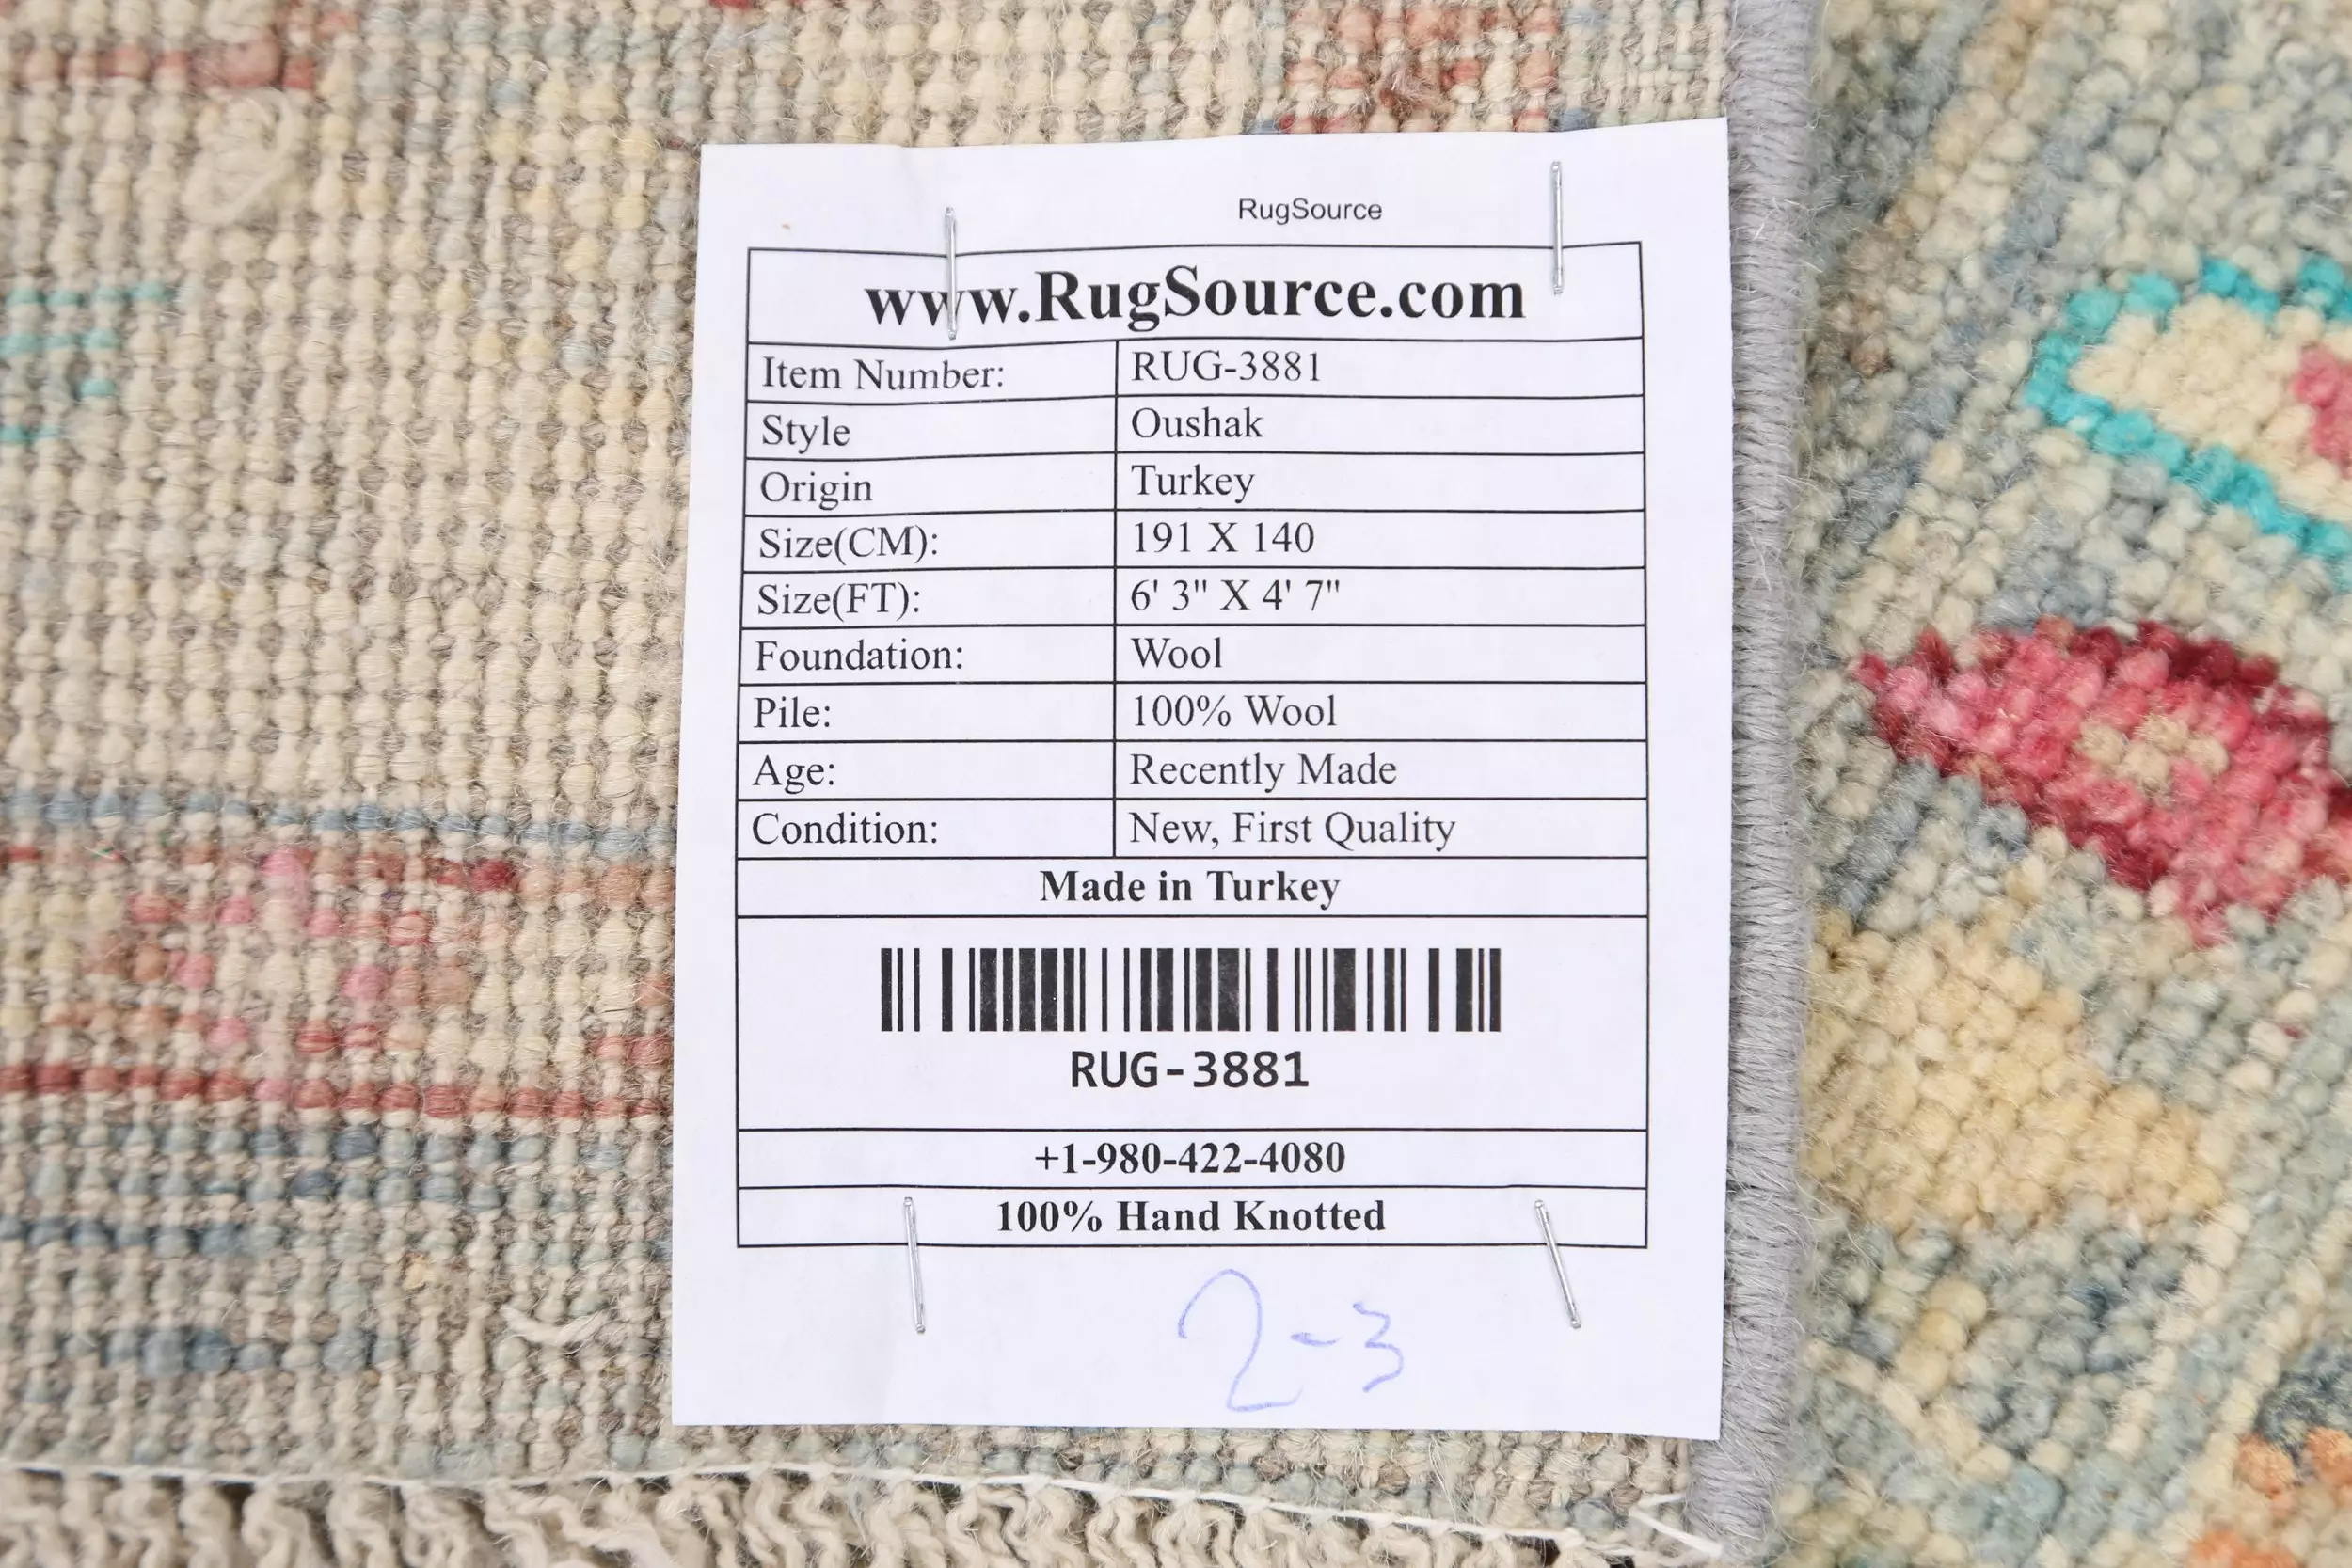 RugSource
www.RugSource.com
Item Number: RUG-3881
Style Oushak
Origin Turkey
Size(CM): 191 X 140
Size(FT): 6' 3" X 4' 7"
Foundation: Wool
Pile: 100% Wool
Age: Recently Made
Condition: New, First Quality
Made in Turkey
RUG-3881
+1-980-422-4080
100% Hand Knotted
2-3